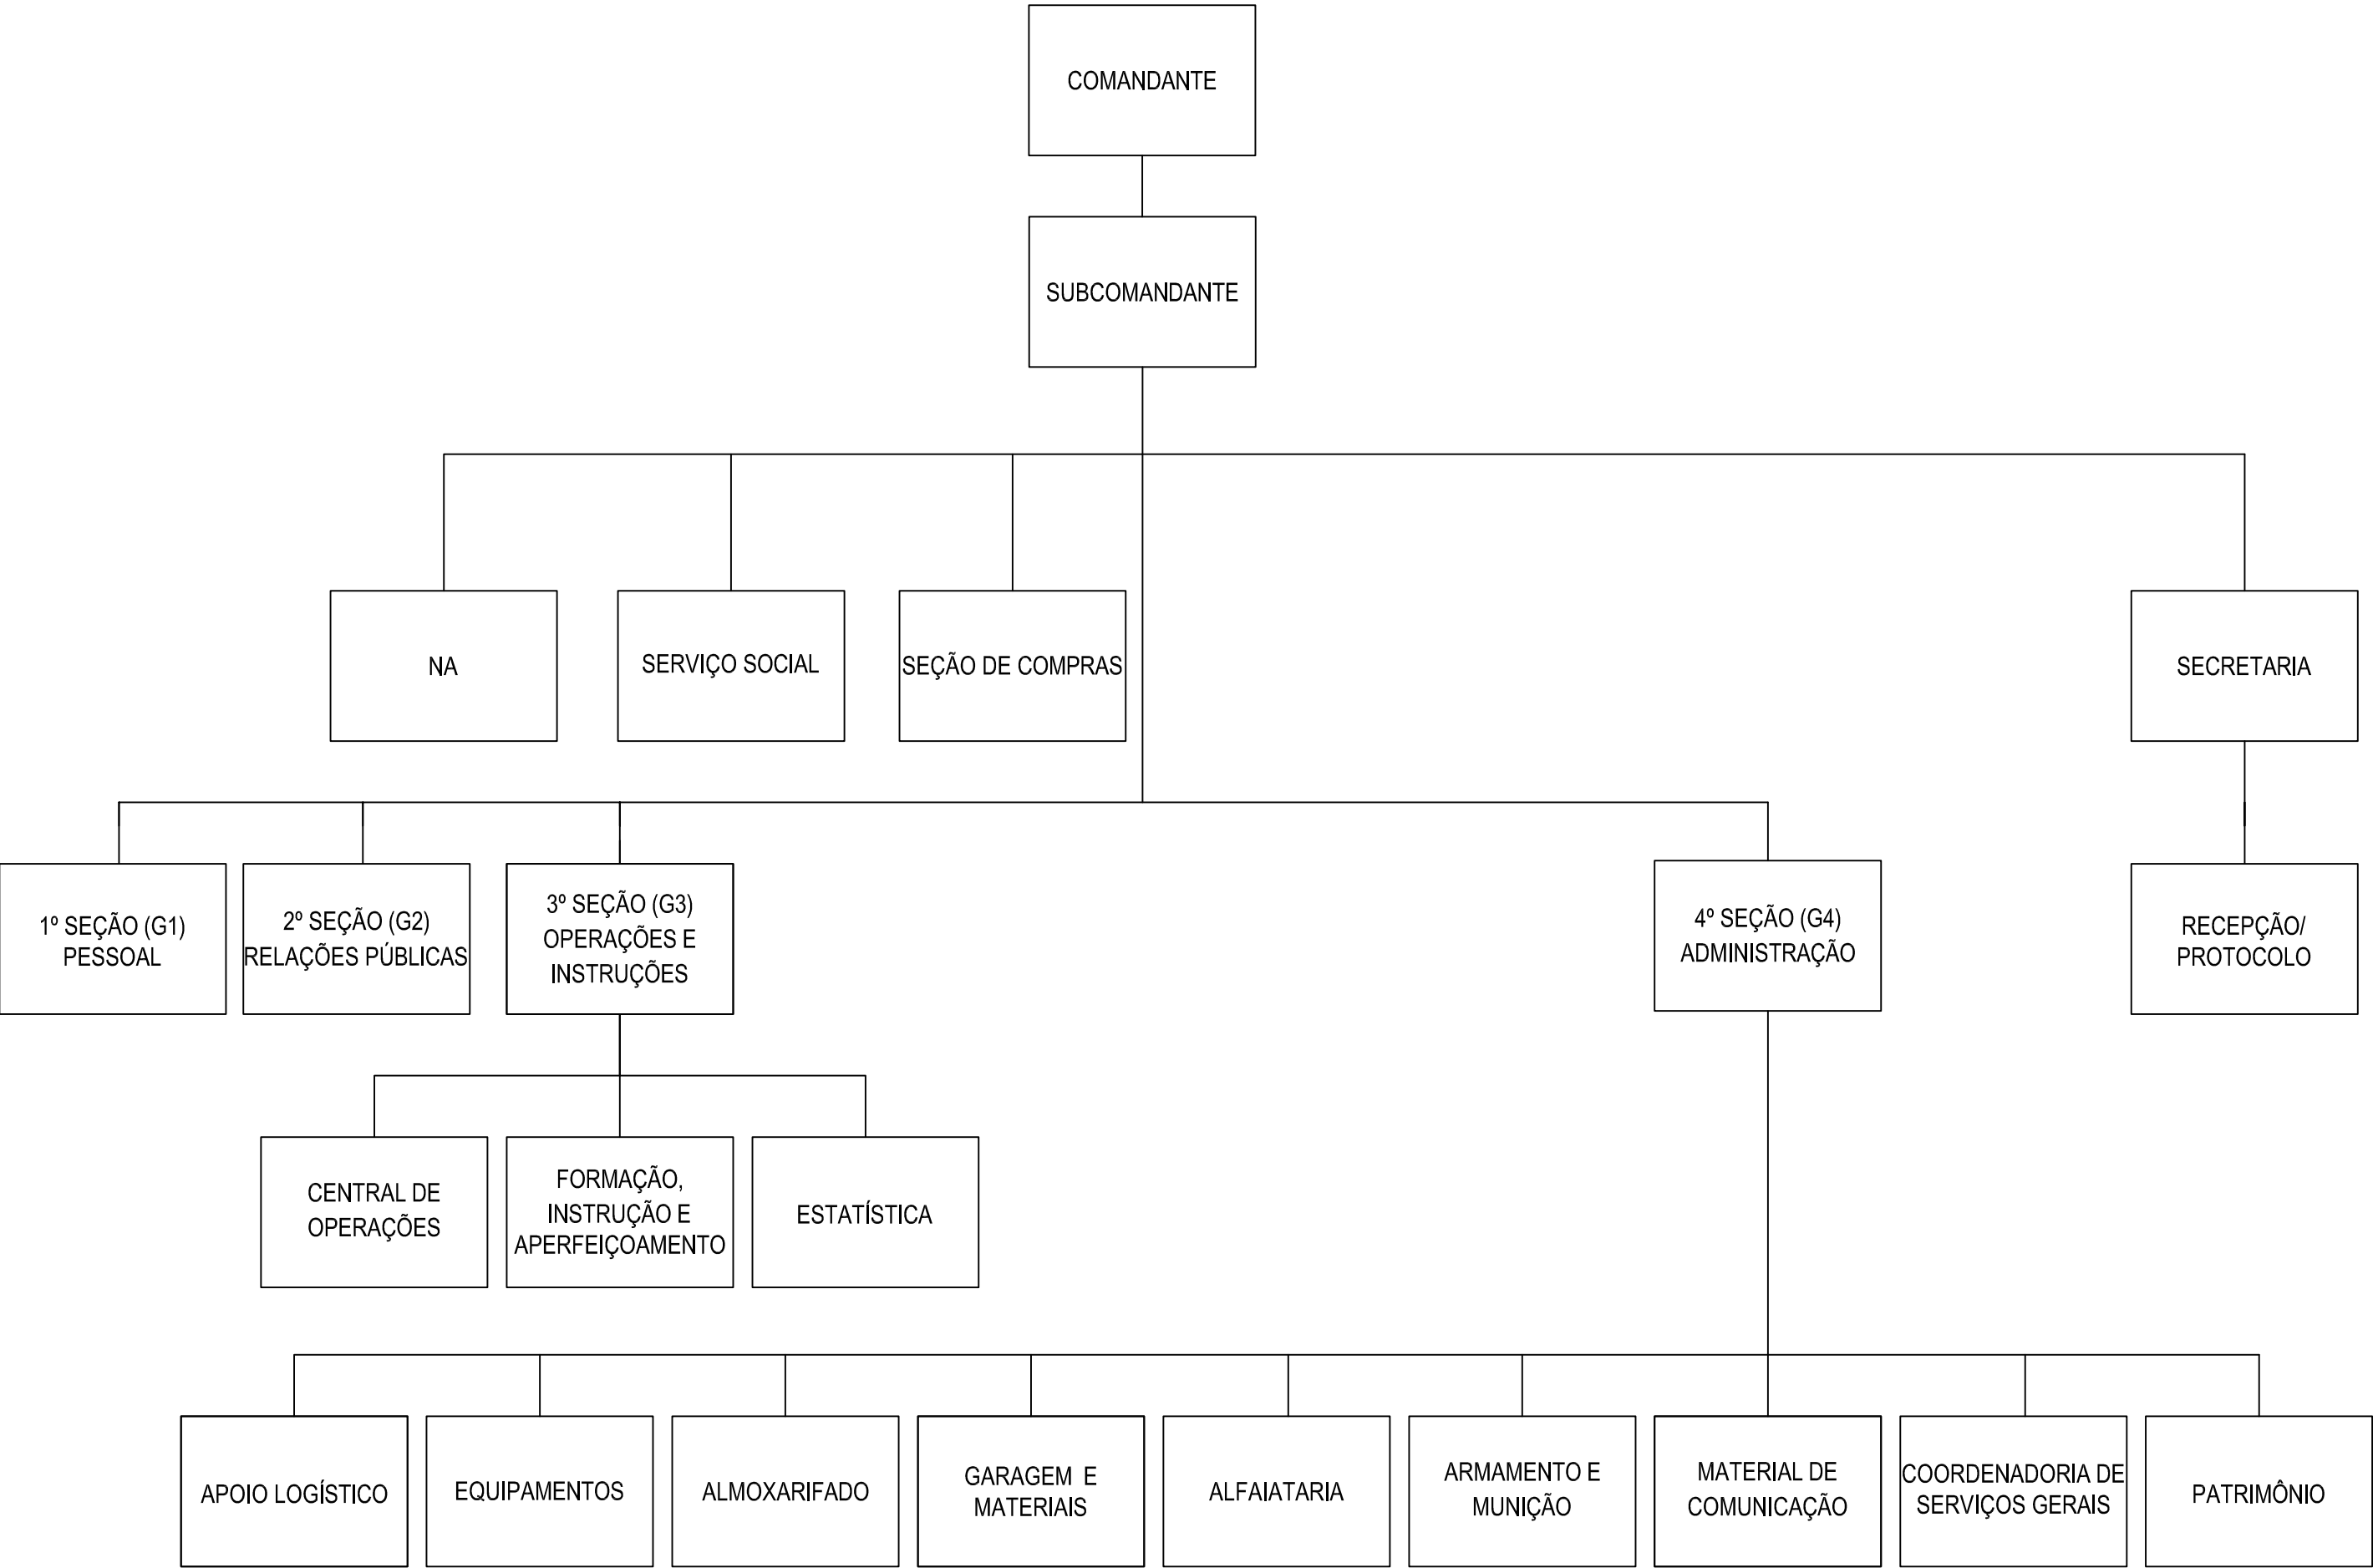 COMANDANTE
SUBCOMANDANTE
NA
SERVIÇO SOCIAL
SEÇÃO DE COMPRAS
SECRETARIA
1º SEÇÃO (G1)
PESSOAL
2º SEÇÃO (G2)
RELAÇÕES PÚBLICAS
3º SEÇÃO (G3)
OPERAÇÕES E
INSTRUÇÕES
4º SEÇÃO (G4)
ADMINISTRAÇÃO
RECEPÇÃO/
PROTOCOLO
CENTRAL DE
OPERAÇÕES
FORMAÇÃO,
INSTRUÇÃO E
APERFEIÇOAMENTO
ESTATÍSTICA
APOIO LOGÍSTICO
EQUIPAMENTOS
ALMOXARIFADO
GARAGEM E
MATERIAIS
ALFAIATARIA
ARMAMENTO E
MUNIÇÃO
MATERIAL DE
COMUNICAÇÃO
COORDENADORIA DE
SERVIÇOS GERAIS
PATRIMÔNIO